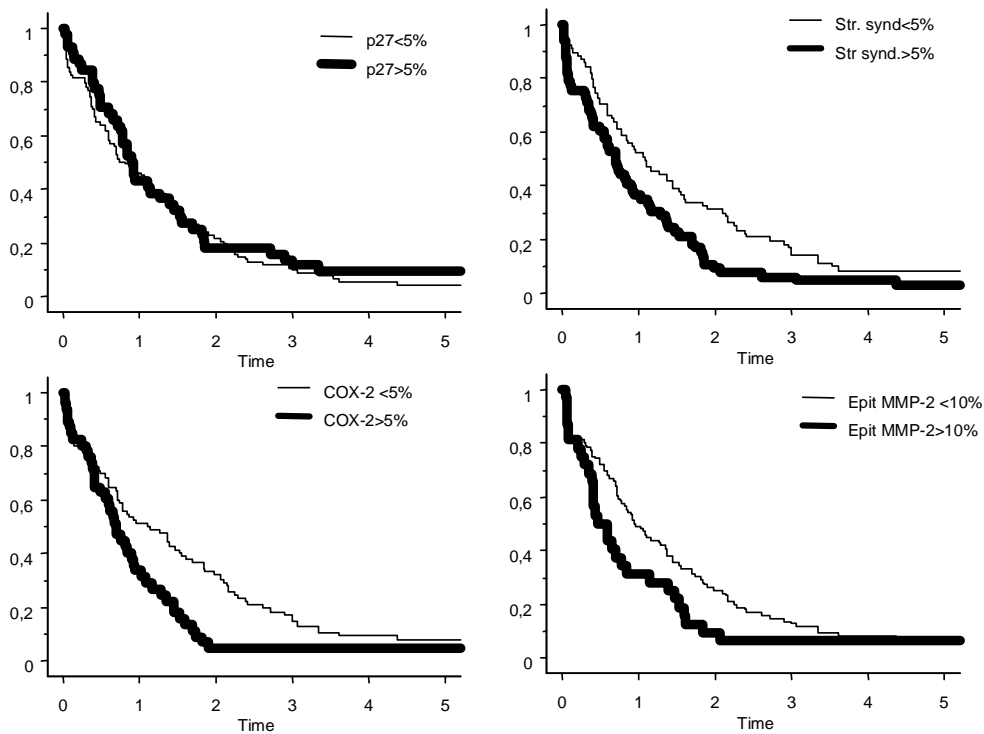 p27<5%
p27>5%
1
0,8
0,6
0,4
0,2
0
0 1 2 3 4 5
Time
Str. synd<5%
Str synd.>5%
1
0,8
0,6
0,4
0,2
0
0 1 2 3 4 5
Time
COX-2 <5%
COX-2>5%
1
0,8
0,6
0,4
0,2
0
0 1 2 3 4 5
Time
Epit MMP-2 <10%
Epit MMP-2>10%
1
0,8
0,6
0,4
0,2
0
0 1 2 3 4 5
Time